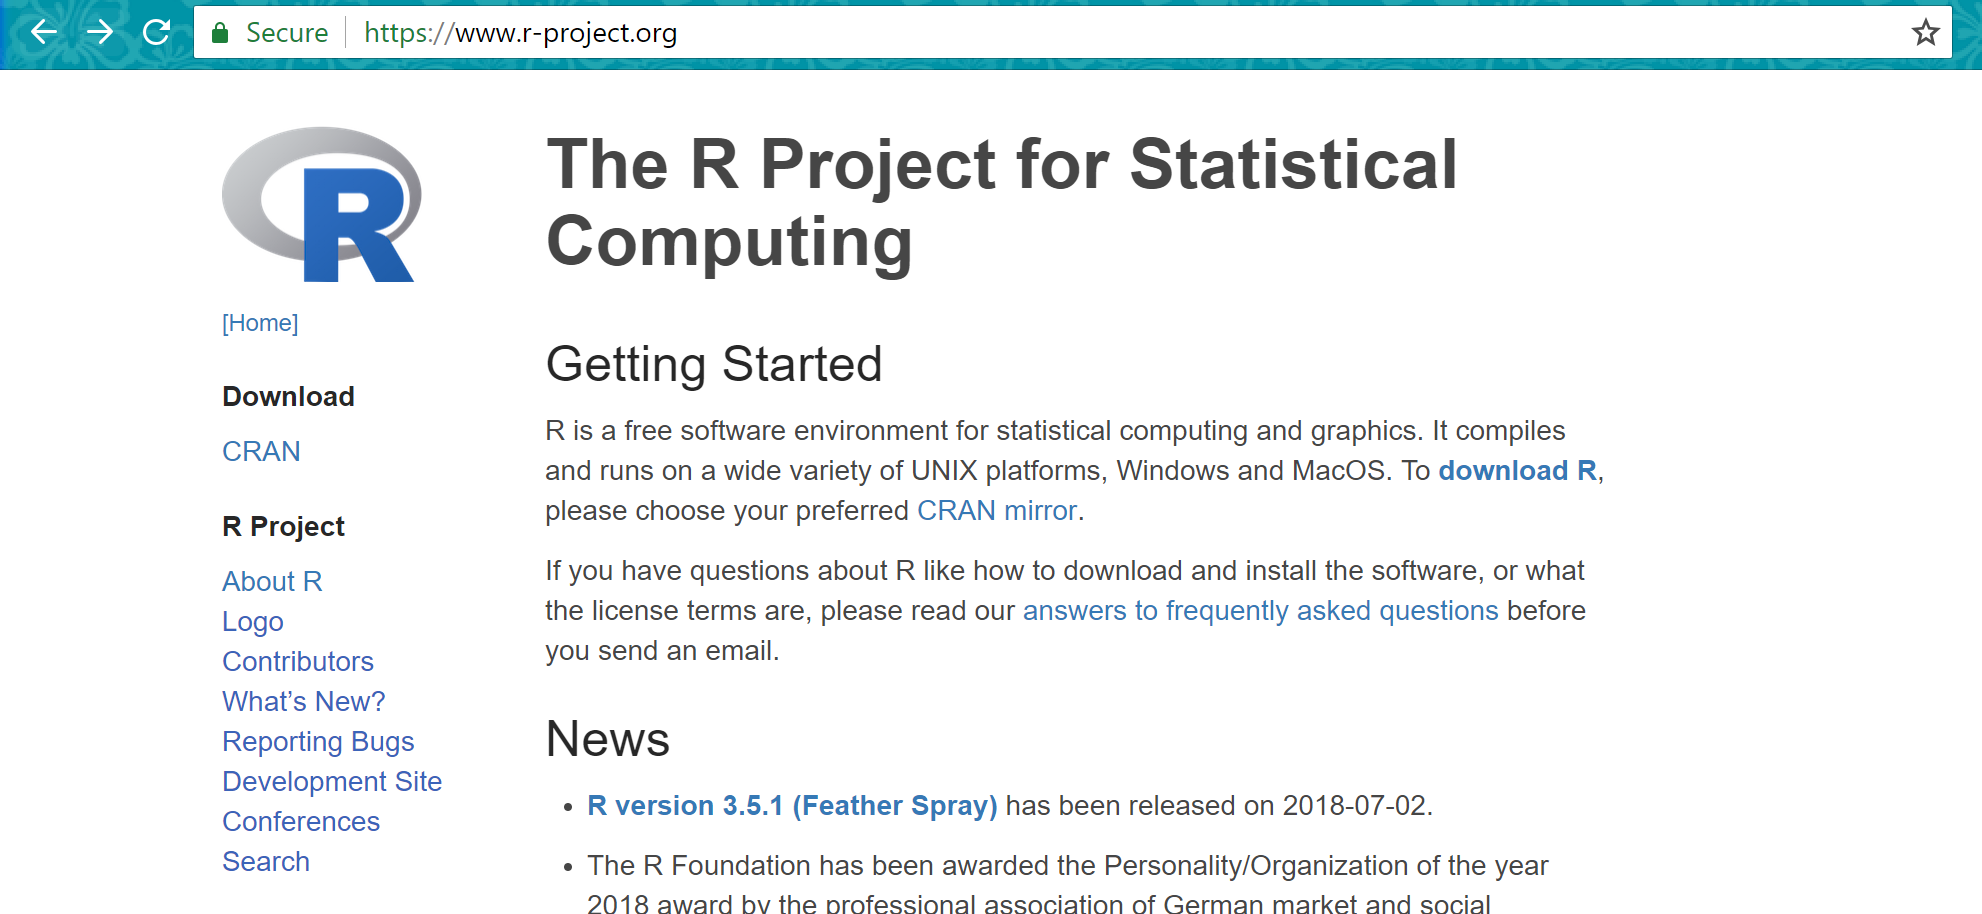 Secure https://www.r-project.org
R
[Home]
Download
CRAN
R Project
About R
Logo
Contributors
What’s New?
Reporting Bugs
Development Site
Conferences
Search
The R Project for Statistical
Computing
Getting Started
R is a free software environment for statistical computing and graphics. It compiles
and runs on a wide variety of UNIX platforms, Windows and MacOS. To download R,
please choose your preferred CRAN mirror.
If you have questions about R like how to download and install the software, or what
the license terms are, please read our answers to frequently asked questions before
you send an email.
News
• R version 3.5.1 (Feather Spray) has been released on 2018-07-02.
• The R Foundation has been awarded the Personality/Organization of the year
2018 award by the professional association of German market and social